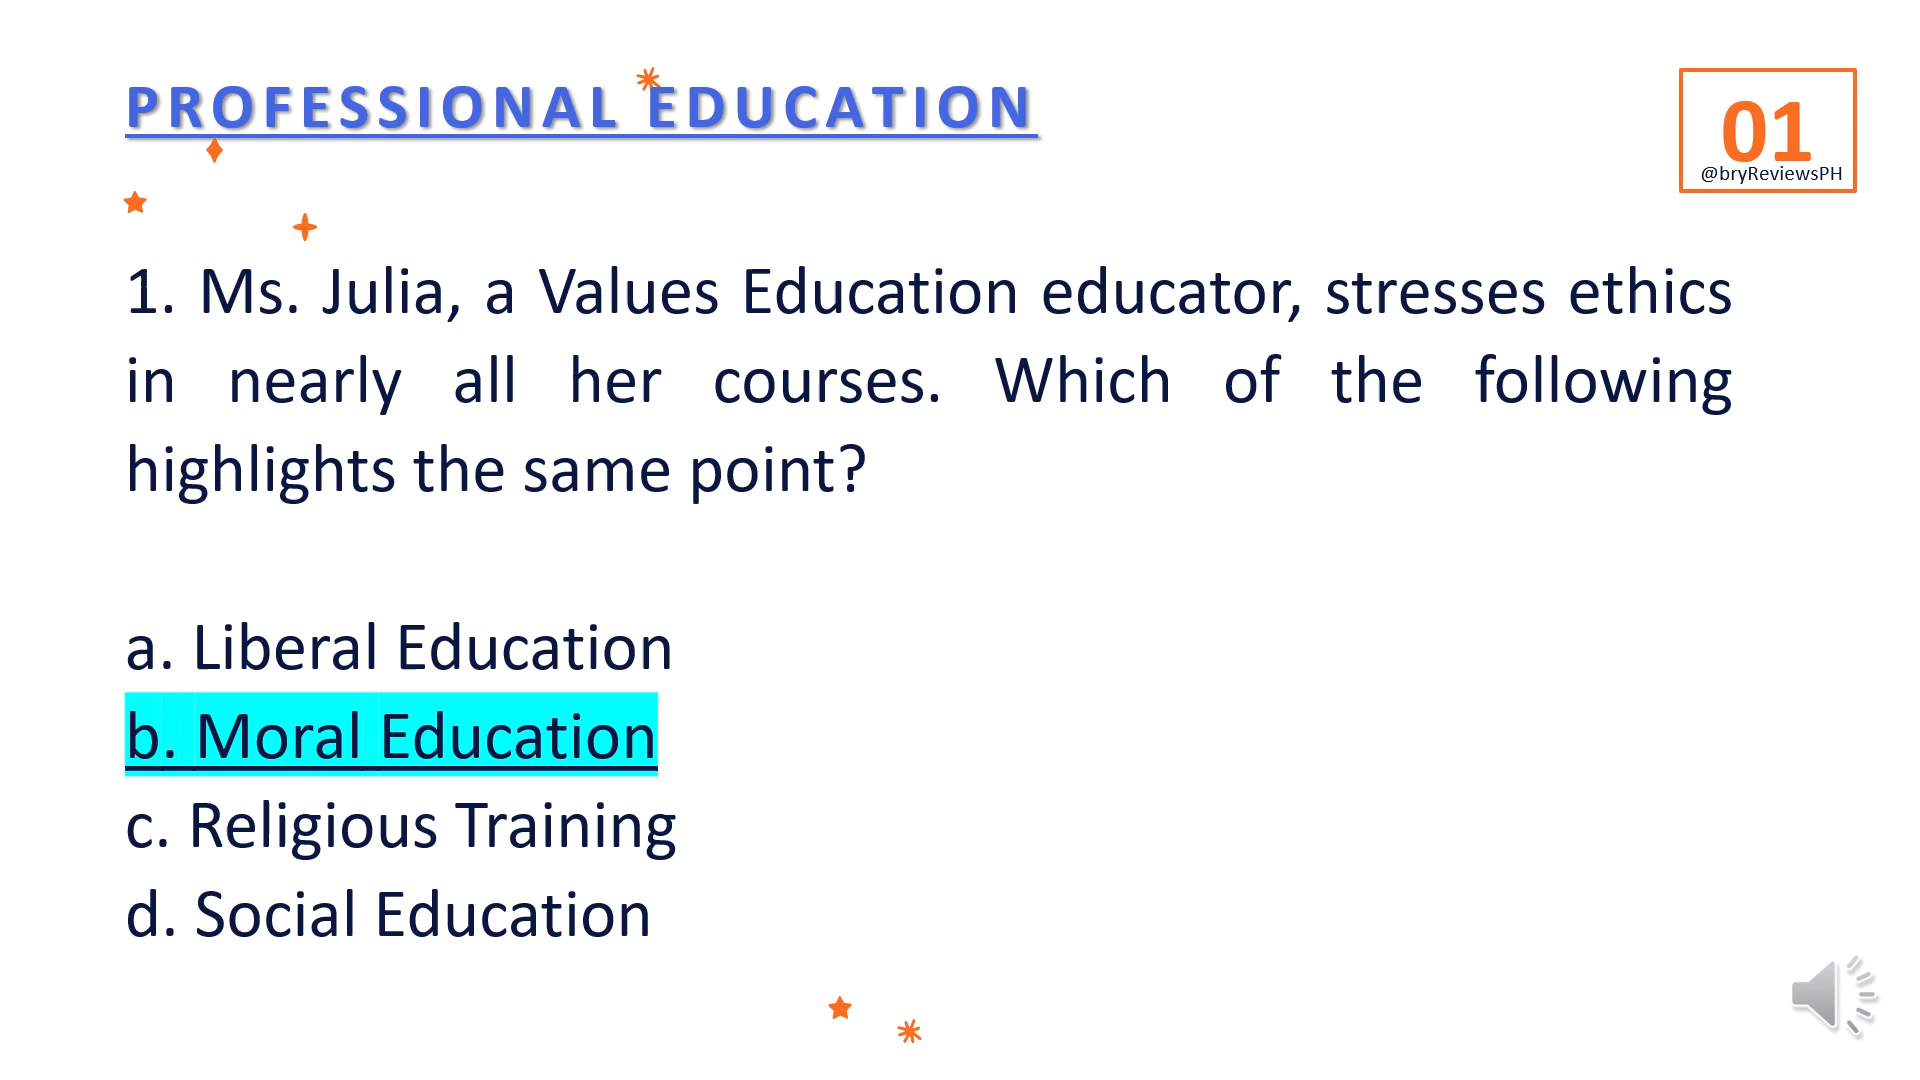 PROFESSIONAL EDUCATION
01
@bryReviewsPH
1. Ms. Julia, a Values Education educator, stresses ethics
in nearly all her courses. Which of the following
highlights the same point?
a. Liberal Education
b. Moral Education
c. Religious Training
d. Social Education